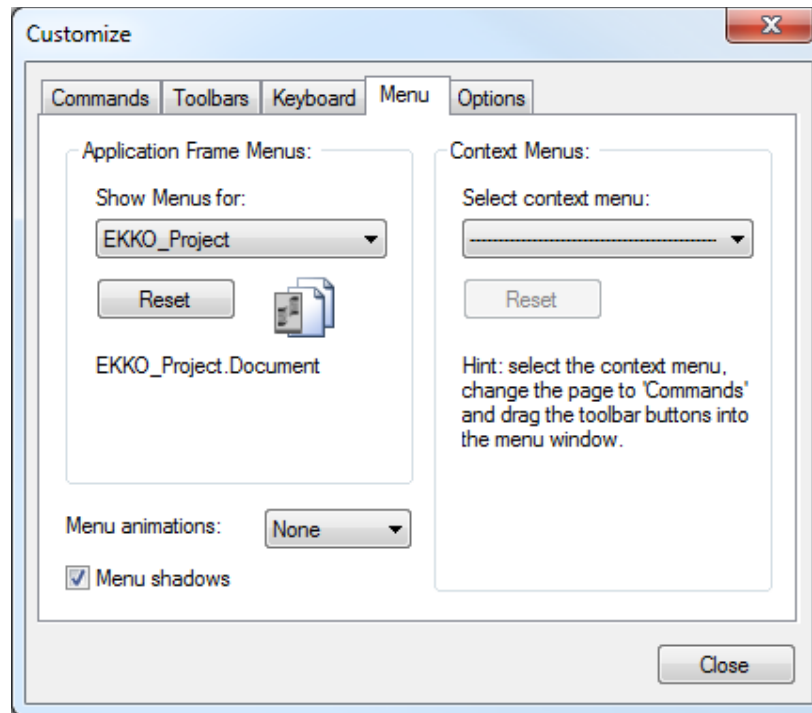 Customize
Commands
Toolbars
Keyboard
Menu
Options
Application Frame Menus:
Show Menus for:
EKKO_Project
Reset
EKKO_Project.Document
Menu animations:
None
Menu shadows
Context Menus:
Select context menu:
Reset
Hint: select the context menu,
change the page to 'Commands'
and drag the toolbar buttons into
the menu window.
Close